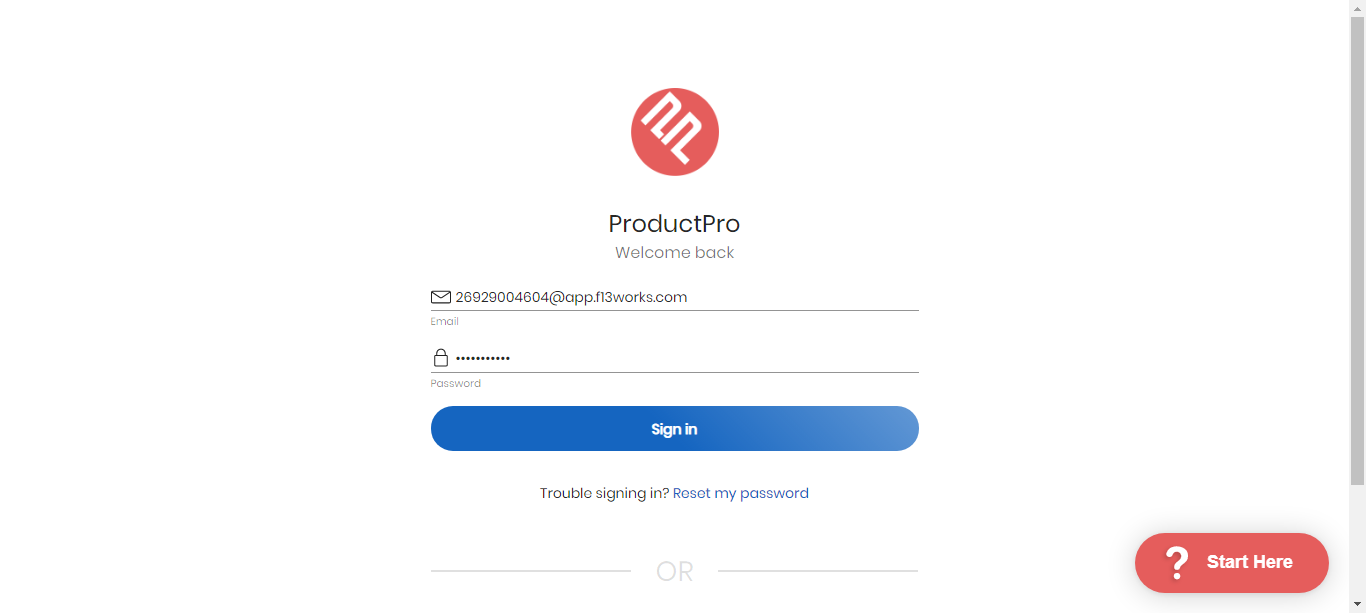 ProductPro
Welcome back
26929004604@app.f13works.com
Email
•••••••••••
Password
Sign in
Trouble signing in? Reset my password
OR
? Start Here